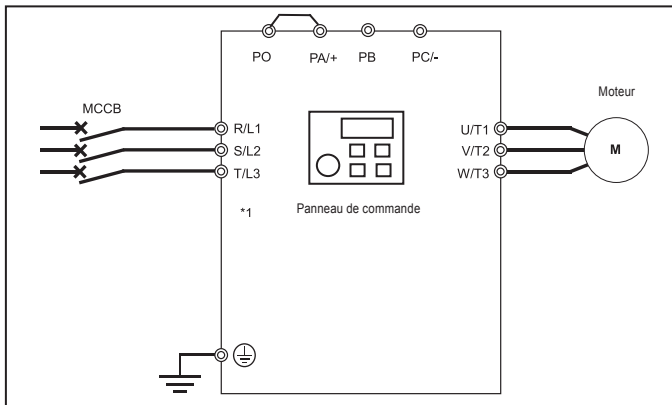 PO PA/+ PB PC/-
MCCB
Moteur
R/L1
S/L2
T/L3
U/T1
V/T2
W/T3
M
*1
Panneau de commande